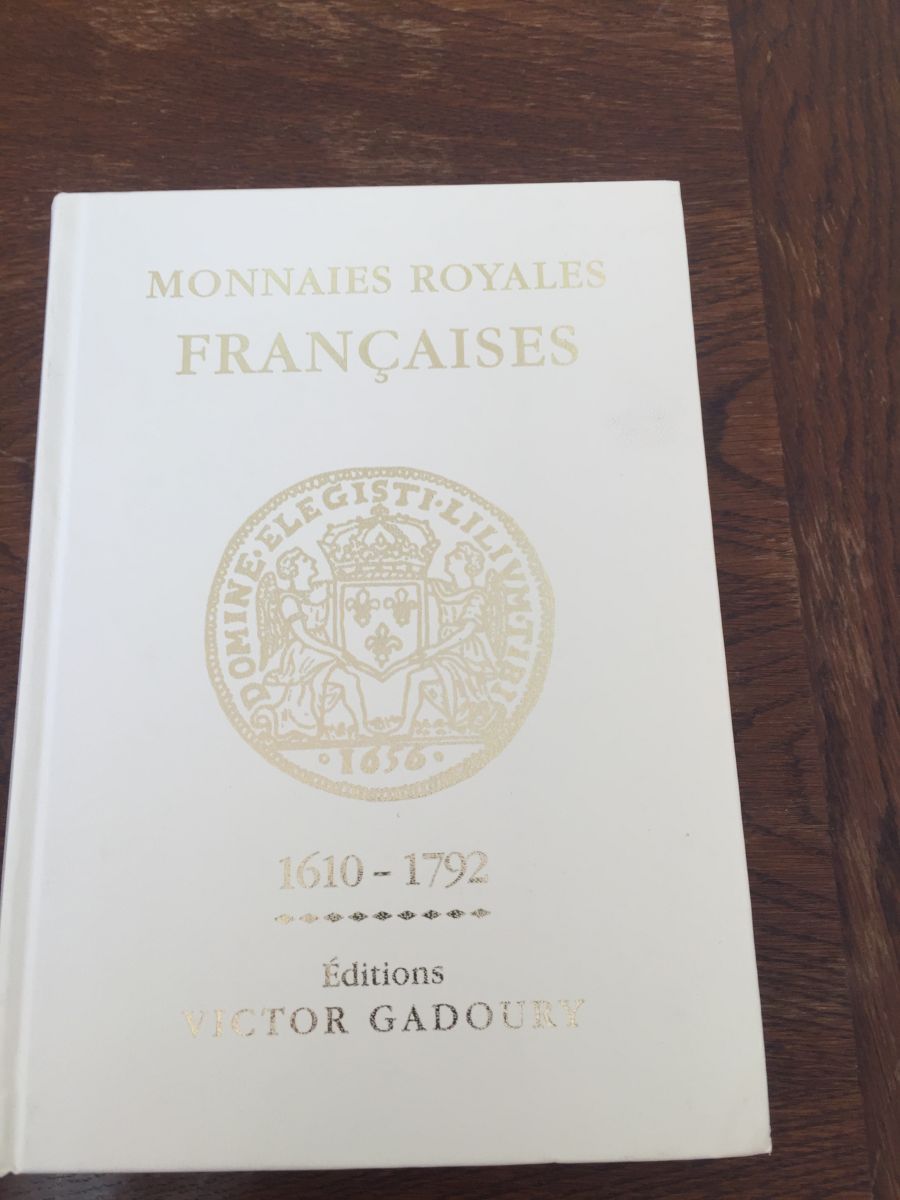 MONNAIES ROYALES
FRANÇAISES
DOMINE · ELEGISTI · LILIVM · TIBI
· 1656 ·
1610 - 1792
Éditions
VICTOR GADOURY